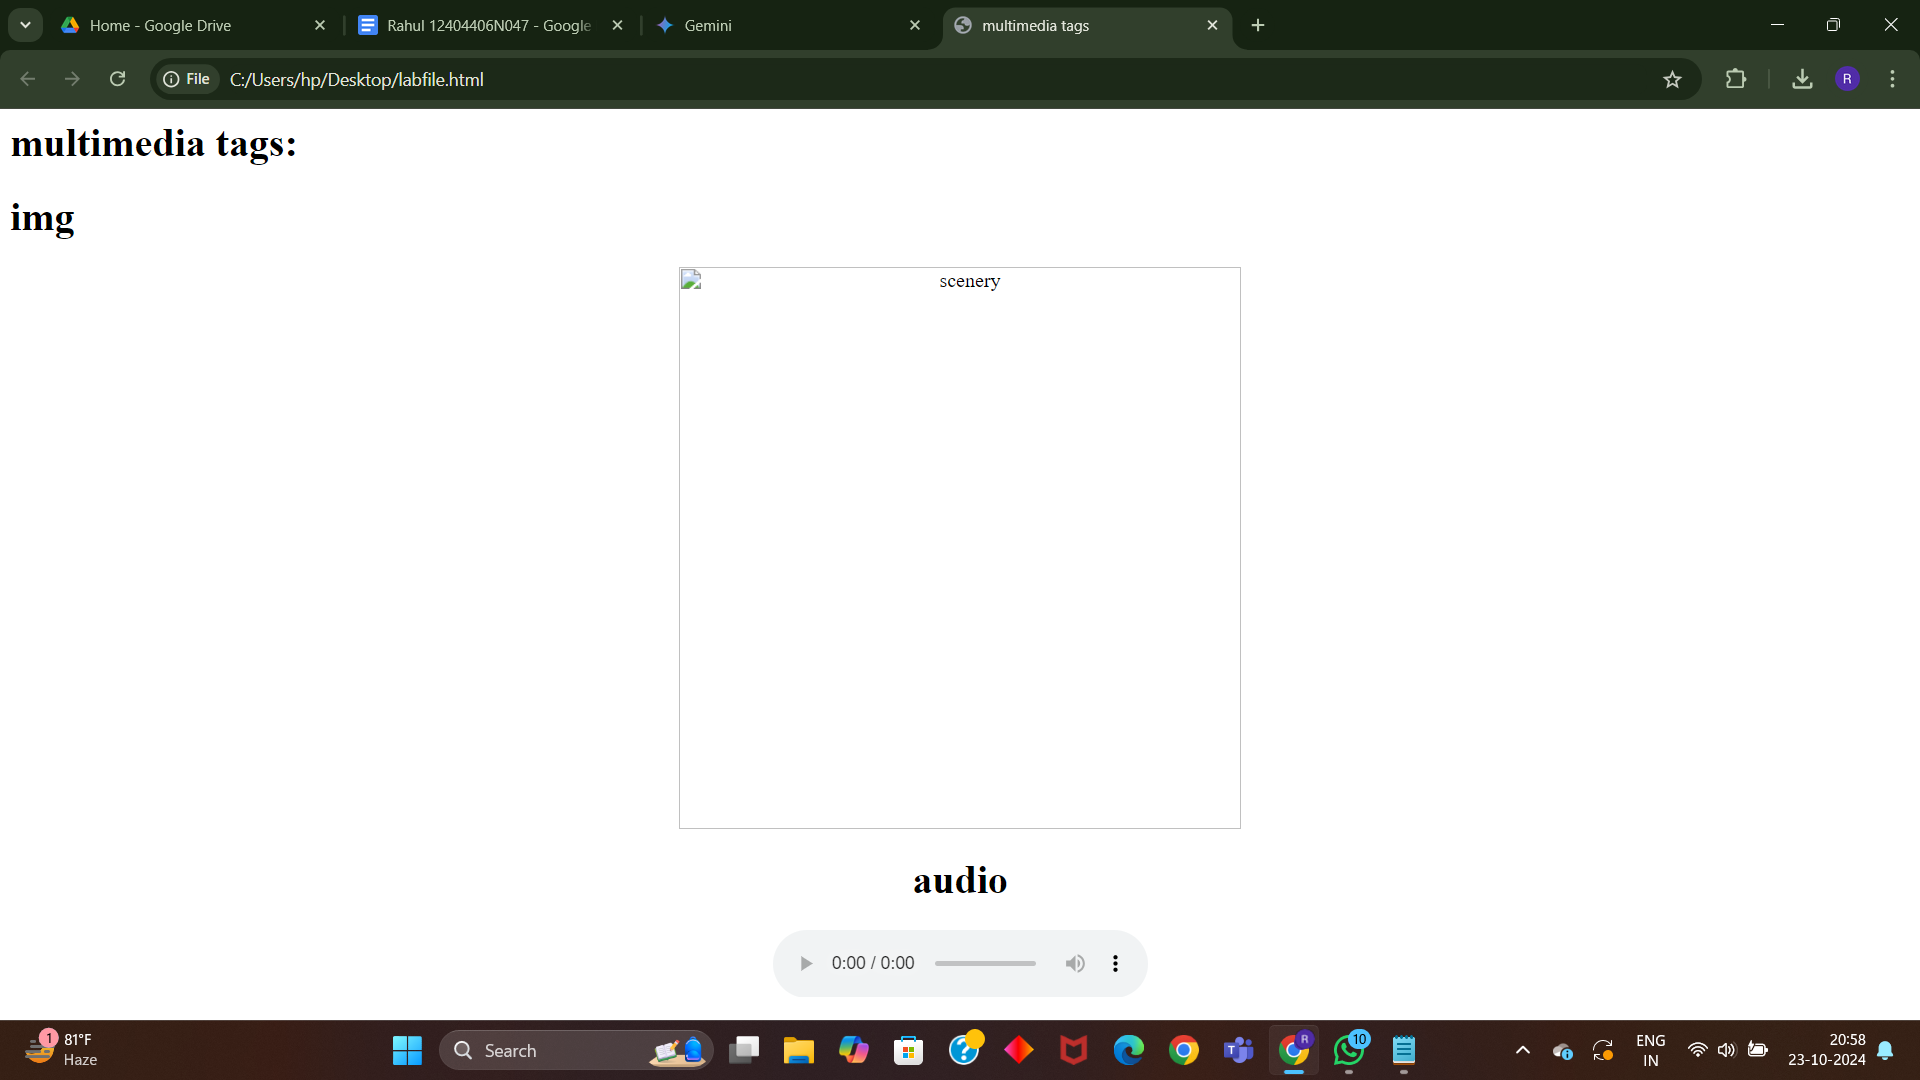 Home - Google Drive
Rahul 12404406N047 - Google
Gemini
multimedia tags
File
C:/Users/hp/Desktop/labfile.html
R
multimedia tags:
img
scenery
audio
0:00 / 0:00
1
81°F
Haze
Search
T
R
10
ENG
IN
20:58
23-10-2024